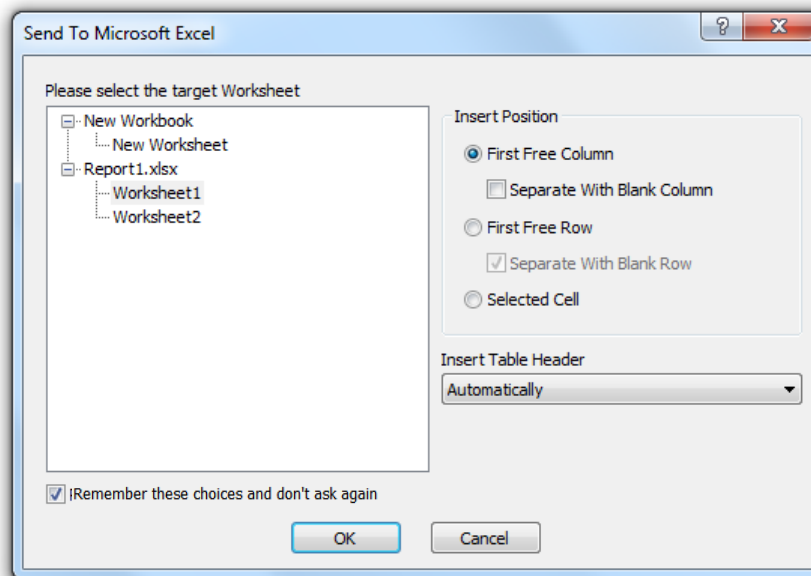 Send To Microsoft Excel
Please select the target Worksheet
New Workbook
New Worksheet
Report1.xlsx
Worksheet1
Worksheet2
Insert Position
First Free Column
Separate With Blank Column
First Free Row
Separate With Blank Row
Selected Cell
Insert Table Header
Automatically
Remember these choices and don't ask again
OK
Cancel